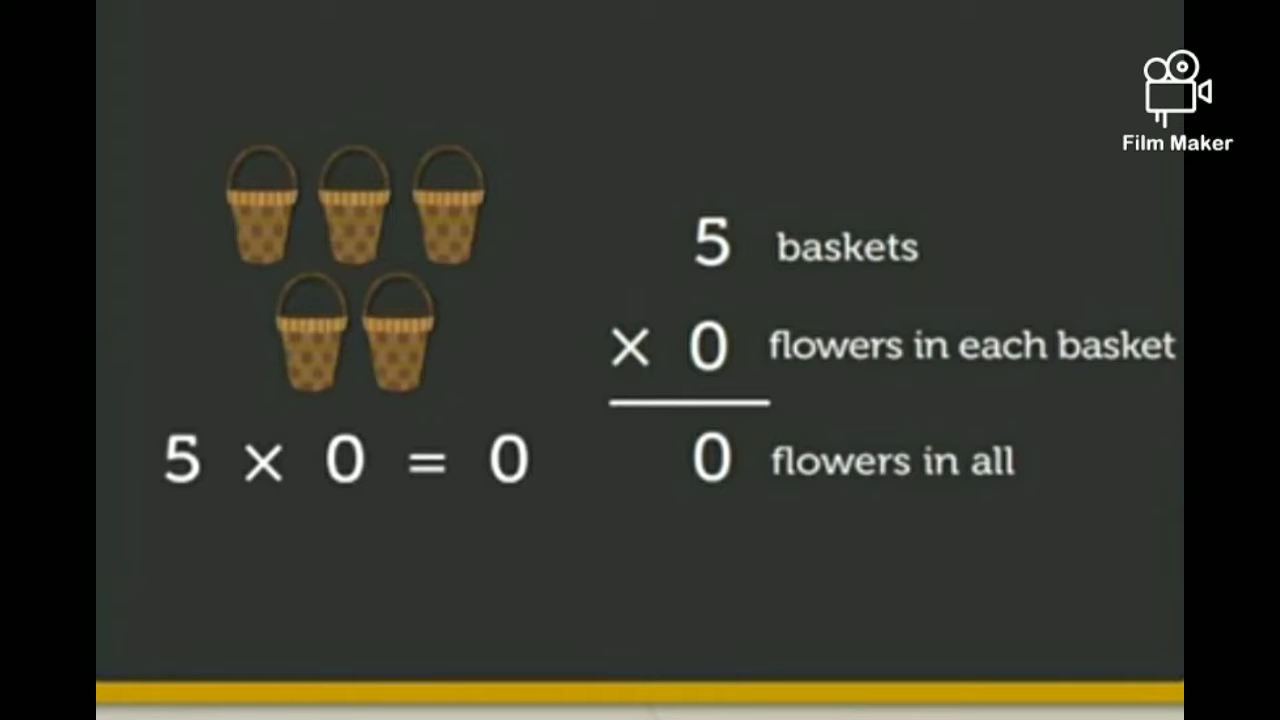 Film Maker
5 baskets
× 0 flowers in each basket
0 flowers in all
5 × 0 = 0